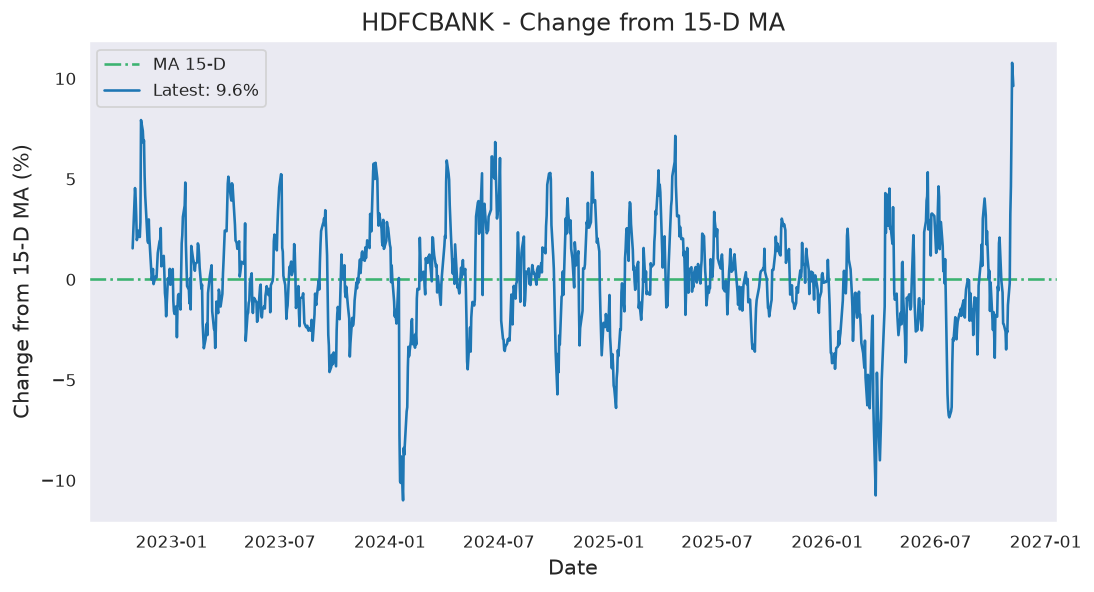 HDFCBANK - Change from 15-D MA
MA 15-D
Latest: 9.6%
Change from 15-D MA (%)
10
5
0
−5
−10
2023-01 2023-07 2024-01 2024-07 2025-01 2025-07 2026-01 2026-07 2027-01
Date